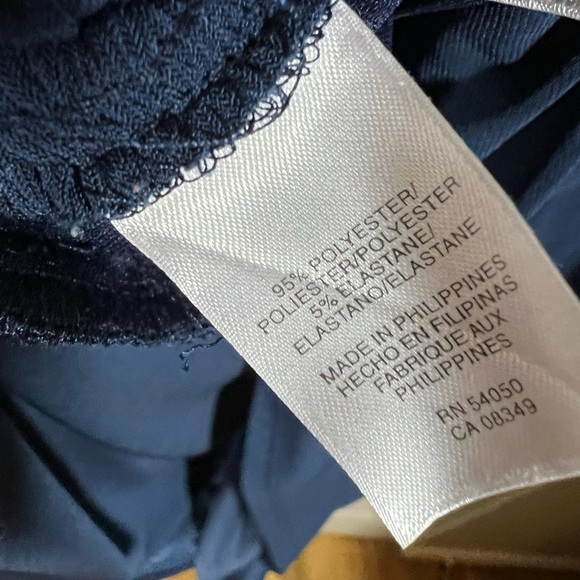 95% POLYESTER/
POLIESTER/POLYESTER
5% ELASTANE/
ELASTANO/ELASTANE
MADE IN PHILIPPINES
HECHO EN FILIPINAS
FABRIQUE AUX
PHILIPPINES
RN 54050
CA 08349